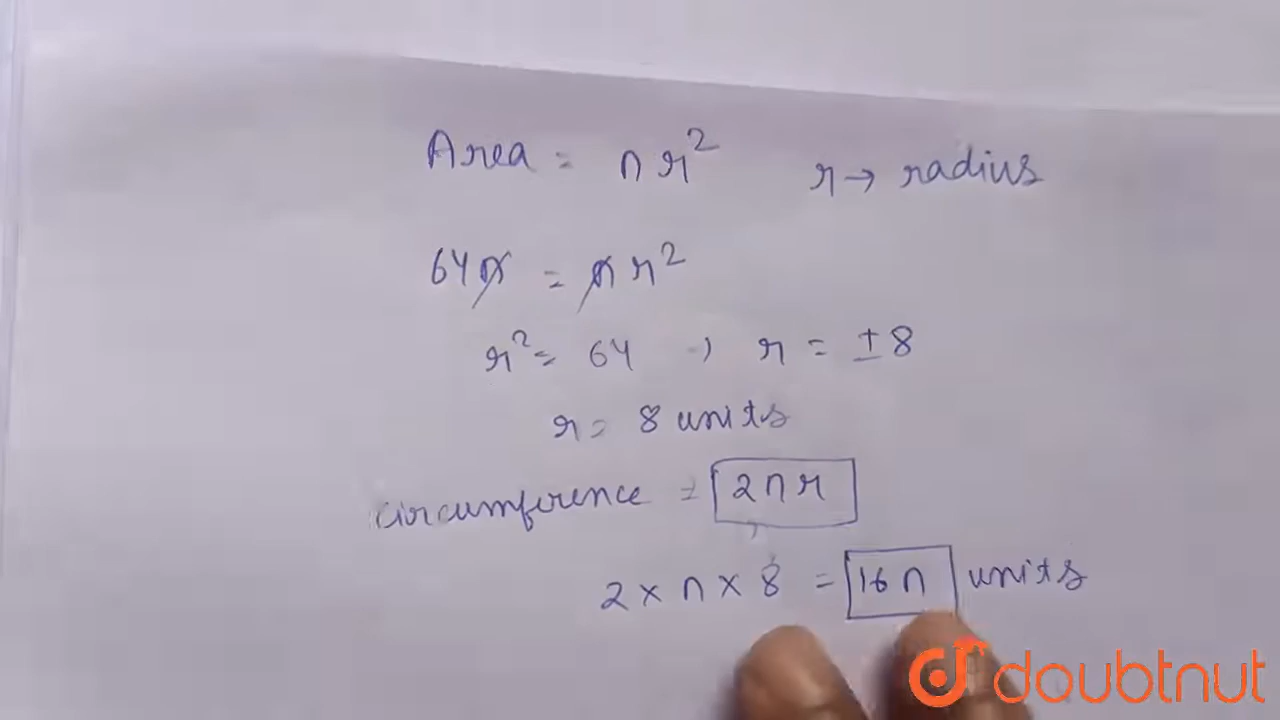 Area = πr² r → radius
64π = πr²
r² = 64 , r = ±8
r = 8 units
circumference = 2πr
2 × π × 8 = 16π units
doubtnut